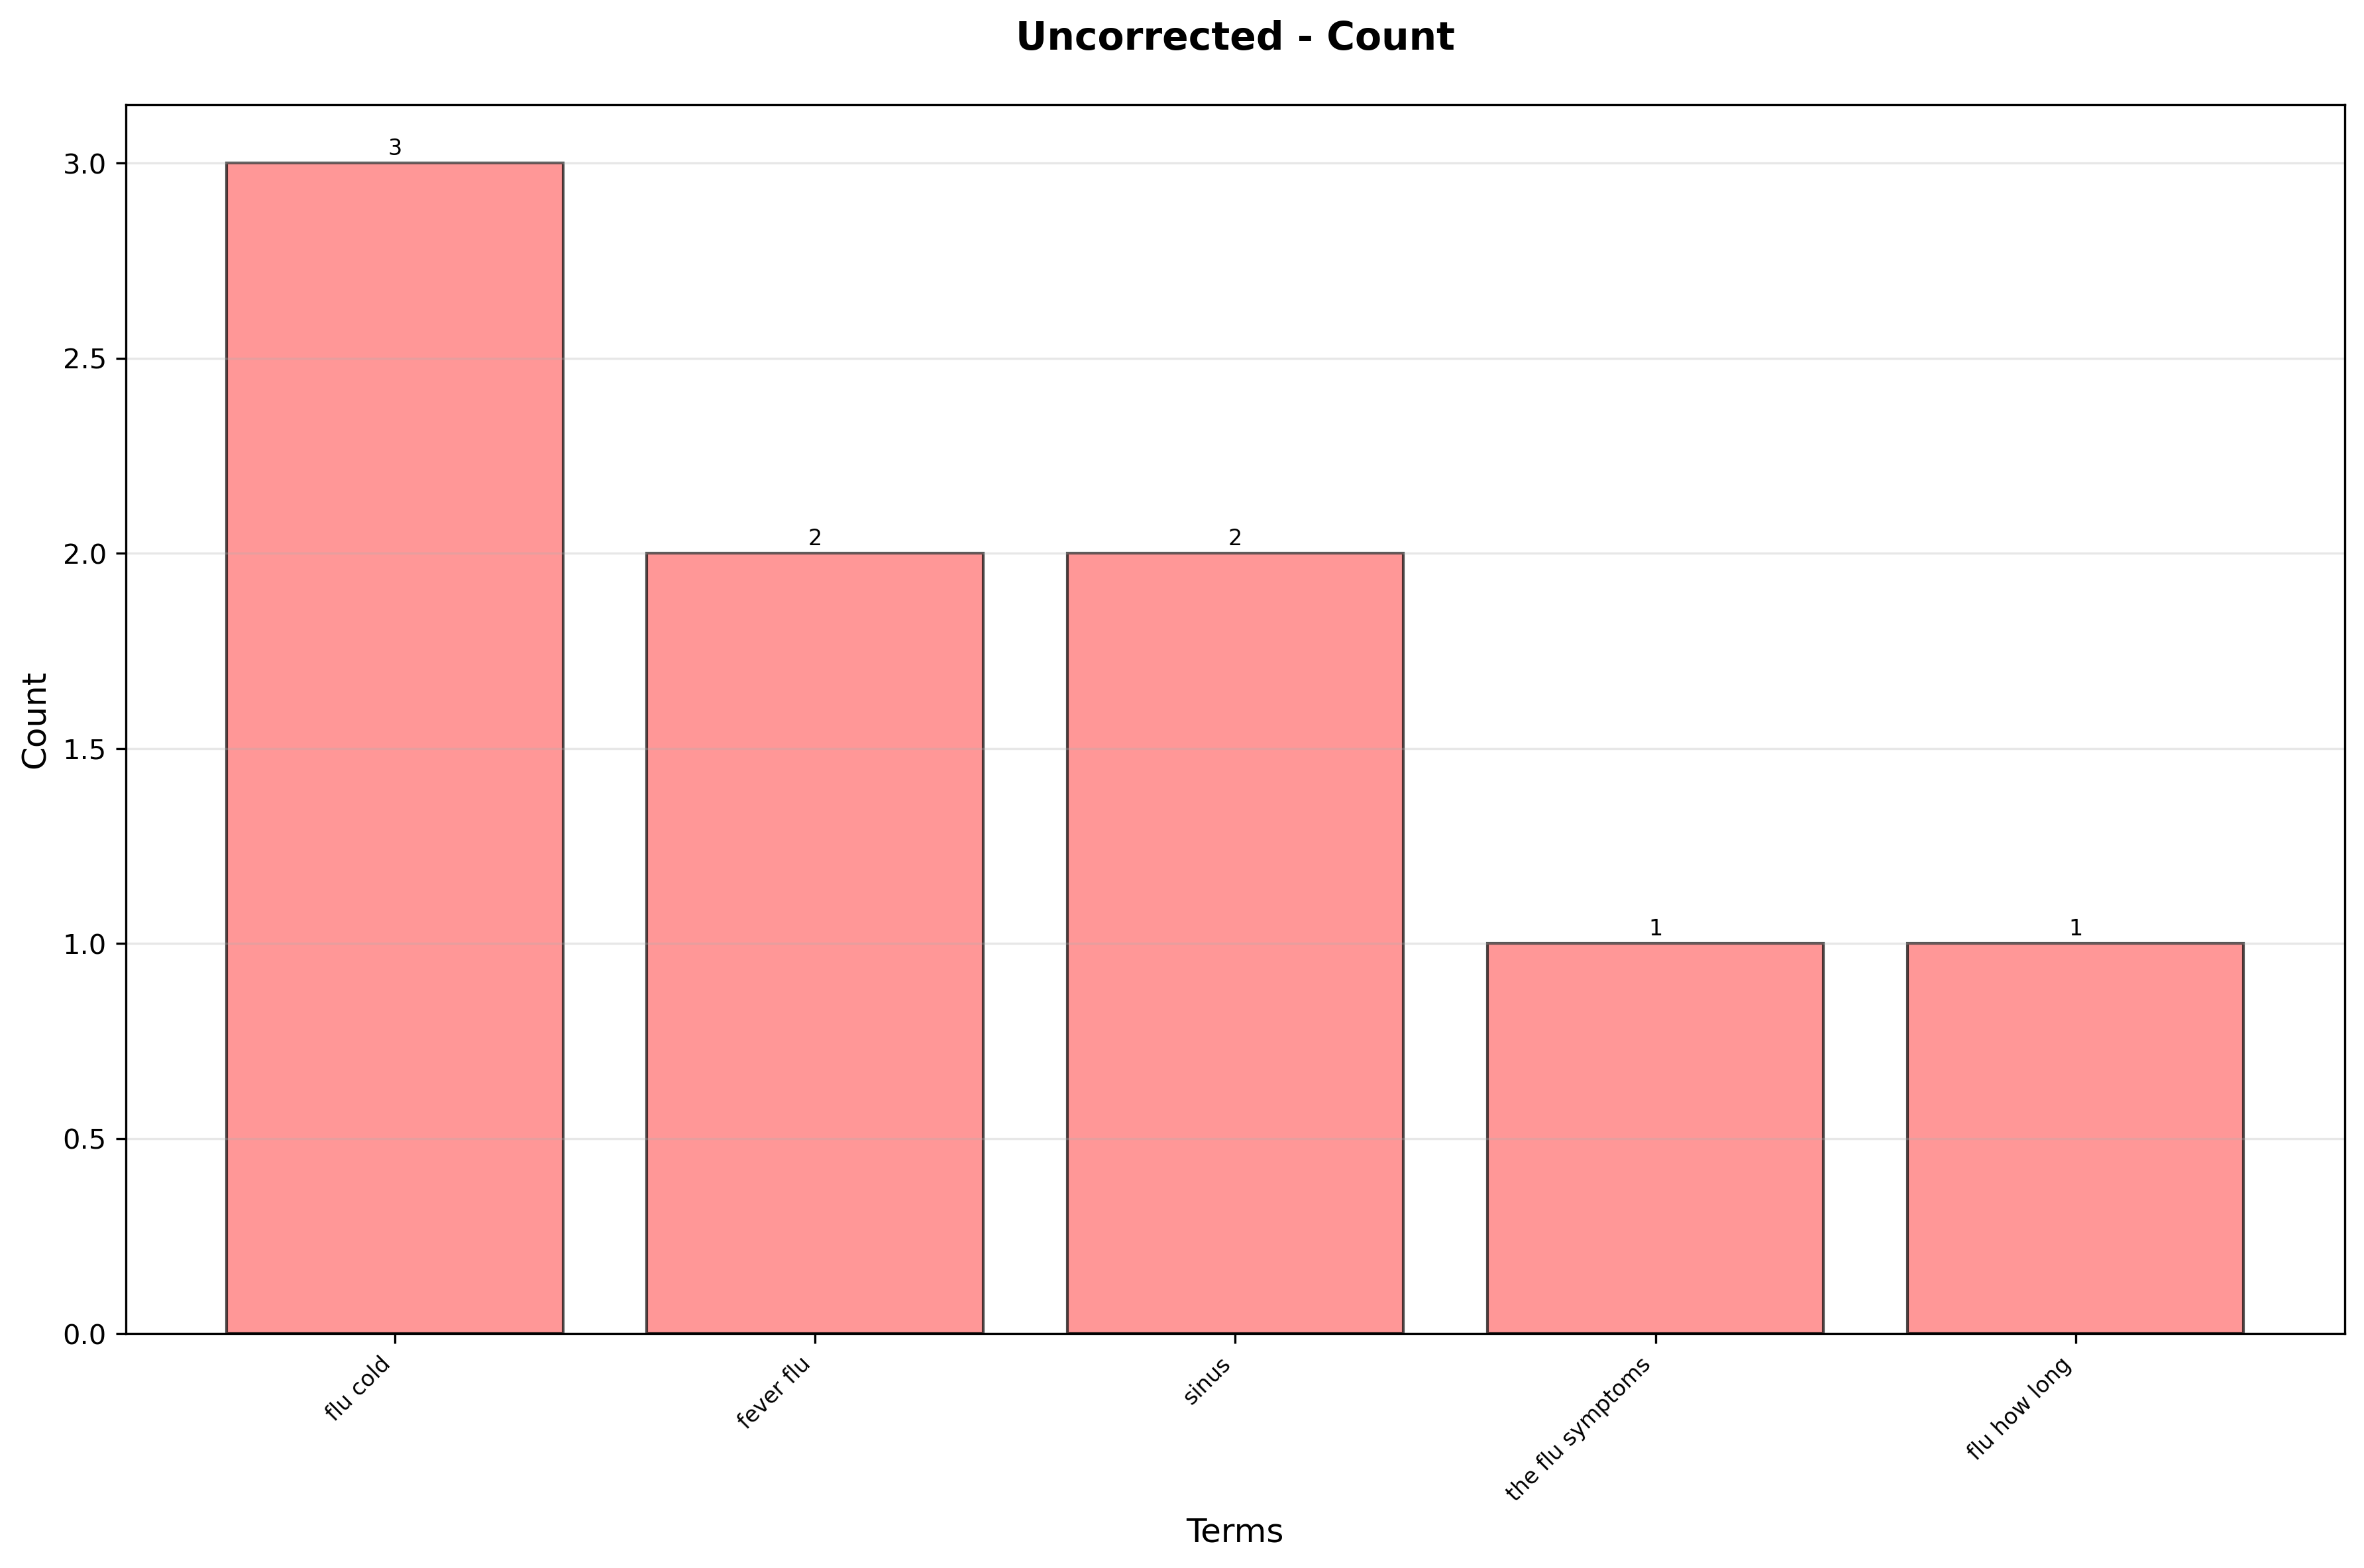 Uncorrected - Count
3
2
2
1
1
3.0
2.5
2.0
1.5
1.0
0.5
0.0
Count
flu cold
fever flu
sinus
the flu symptoms
flu how long
Terms